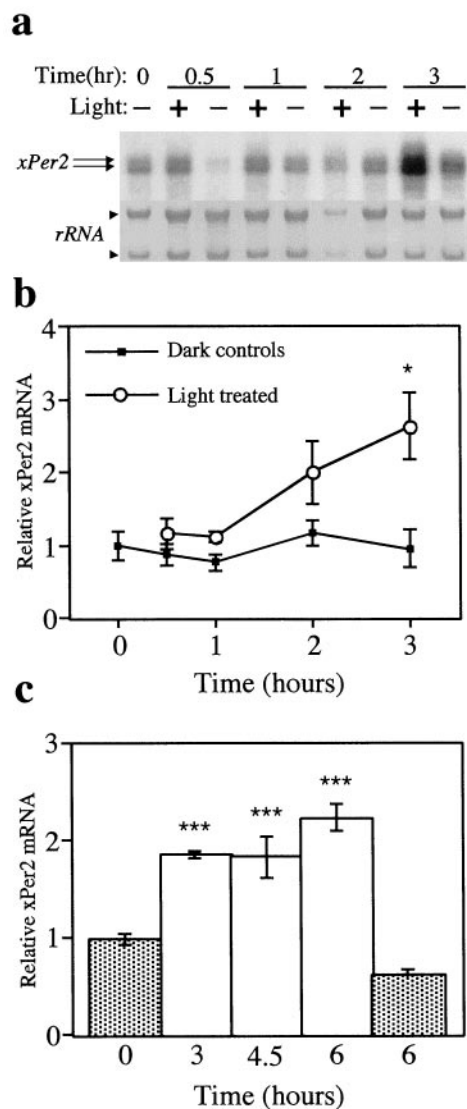 a
Time(hr): 0 0.5 1 2 3
Light: − + − + − + − + −
xPer2
rRNA
b
4
3
2
1
0
Relative xPer2 mRNA
Dark controls
Light treated
*
0 1 2 3
Time (hours)
c
3
2
1
0
Relative xPer2 mRNA
*** *** ***
0 3 4.5 6 6
Time (hours)